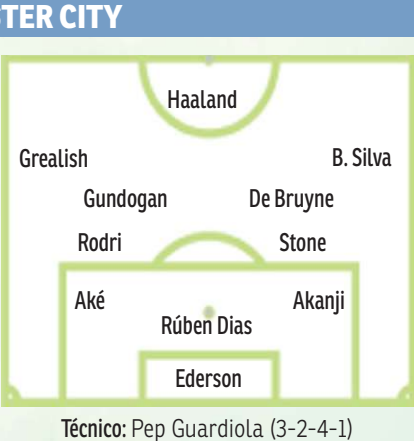 STER CITY
Haaland
Grealish B. Silva
Gundogan De Bruyne
Rodri Stone
Aké Akanji
Rúben Dias
Ederson
Técnico: Pep Guardiola (3-2-4-1)